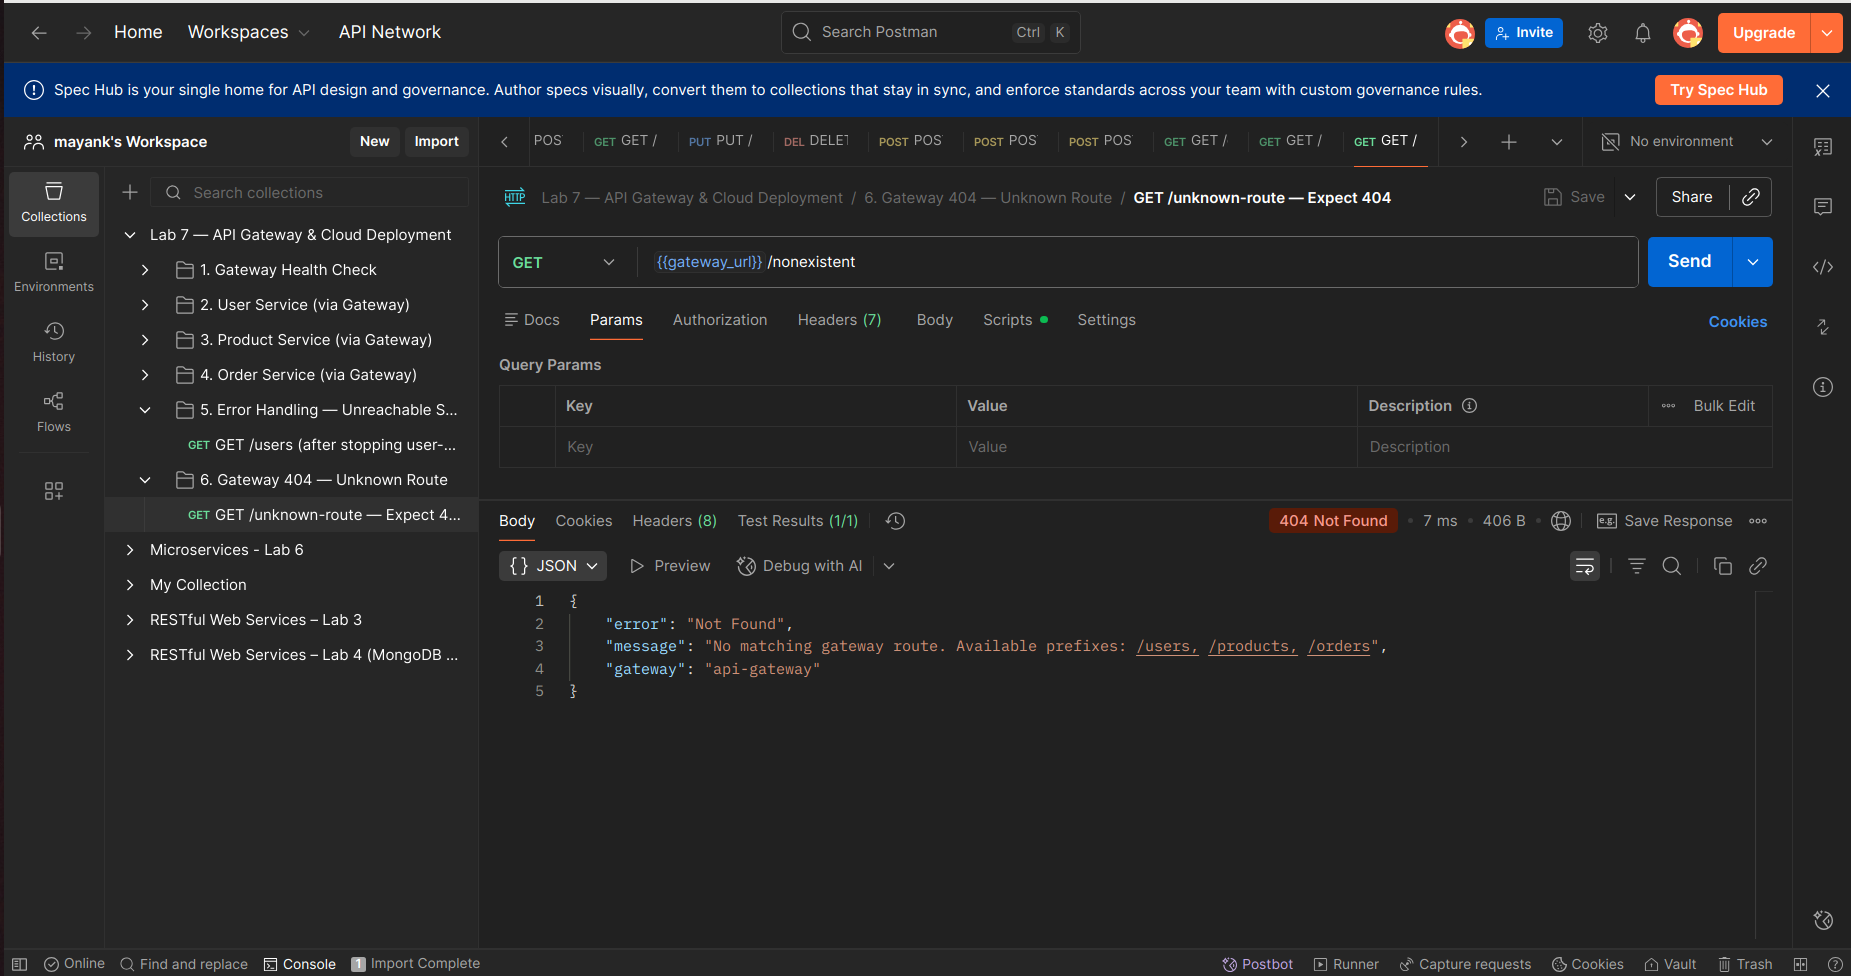 Home Workspaces API Network Search Postman Ctrl K Invite Upgrade
Spec Hub is your single home for API design and governance. Author specs visually, convert them to collections that stay in sync, and enforce standards across your team with custom governance rules. Try Spec Hub
mayank's Workspace New Import
POS GET GET / PUT PUT / DEL DELET POST POS POST POS POST POS GET GET / GET GET / GET GET / No environment
Collections
Environments
History
Flows
Search collections
Lab 7 — API Gateway & Cloud Deployment
1. Gateway Health Check
2. User Service (via Gateway)
3. Product Service (via Gateway)
4. Order Service (via Gateway)
5. Error Handling — Unreachable S...
GET GET /users (after stopping user-...
6. Gateway 404 — Unknown Route
GET GET /unknown-route — Expect 4...
Microservices - Lab 6
My Collection
RESTful Web Services – Lab 3
RESTful Web Services – Lab 4 (MongoDB ...
HTTP Lab 7 — API Gateway & Cloud Deployment / 6. Gateway 404 — Unknown Route / GET /unknown-route — Expect 404 Save Share
GET {{gateway_url}} /nonexistent Send
Docs Params Authorization Headers (7) Body Scripts Settings Cookies
Query Params
Key Value Description Bulk Edit
Key Value Description
Body Cookies Headers (8) Test Results (1/1) 404 Not Found 7 ms 406 B e.g. Save Response
{} JSON Preview Debug with AI
1 {
2 "error": "Not Found",
3 "message": "No matching gateway route. Available prefixes: /users, /products, /orders",
4 "gateway": "api-gateway"
5 }
Online Find and replace Console 1 Import Complete Postbot Runner Capture requests Cookies Vault Trash